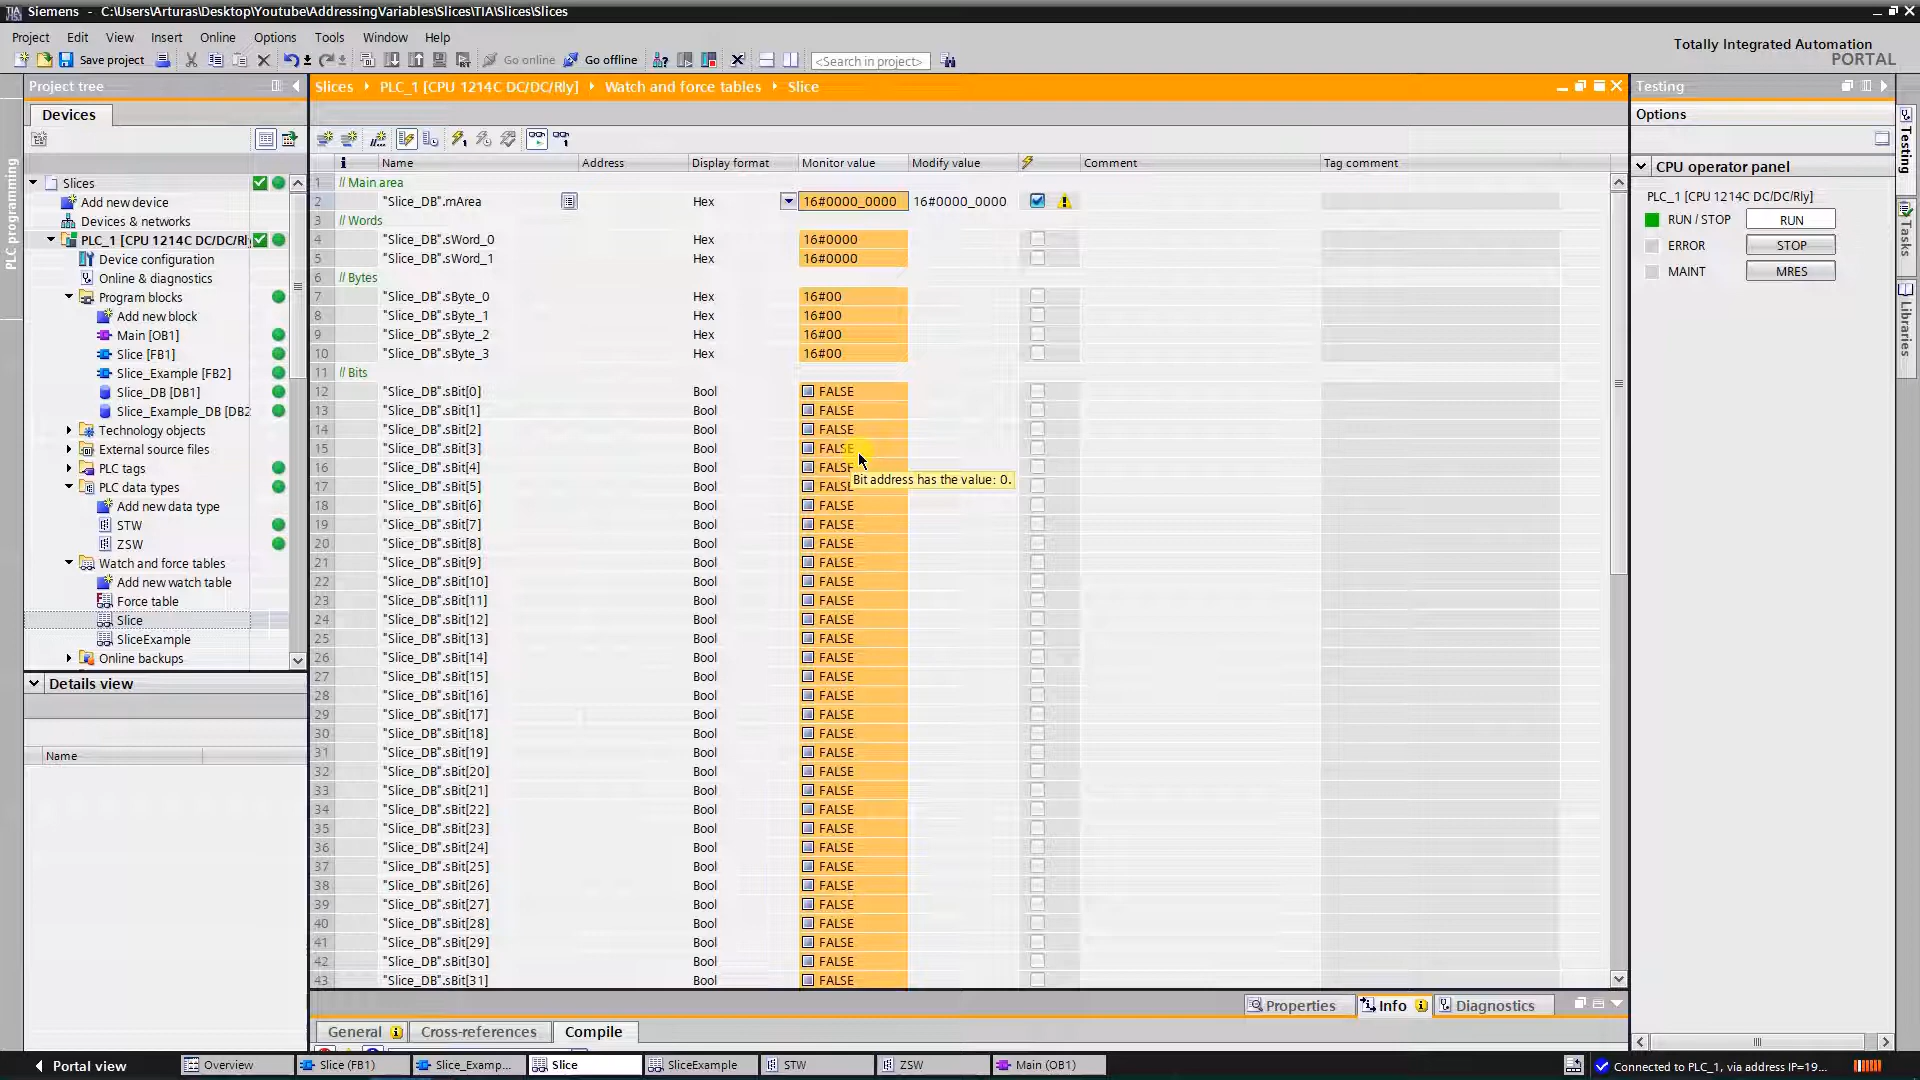 Siemens - C:\Users\Arturas\Desktop\Youtube\AddressingVariables\Slices\TIA\Slices\Slices
Project Edit View Insert Online Options Tools Window Help
Totally Integrated Automation
PORTAL
Save project Go online Go offline <Search in project>
Project tree
Slices PLC_1 [CPU 1214C DC/DC/Rly] Watch and force tables Slice
Testing
Devices
Options
PLC programming
Name Address Display format Monitor value Modify value Comment Tag comment
CPU operator panel
PLC_1 [CPU 1214C DC/DC/Rly]
RUN / STOP RUN
ERROR STOP
MAINT MRES
Testing
Tasks
Libraries
Slices
Add new device
Devices & networks
PLC_1 [CPU 1214C DC/DC/Rl
Device configuration
Online & diagnostics
Program blocks
Add new block
Main [OB1]
Slice [FB1]
Slice_Example [FB2]
Slice_DB [DB1]
Slice_Example_DB [DB2
Technology objects
External source files
PLC tags
PLC data types
Add new data type
STW
ZSW
Watch and force tables
Add new watch table
Force table
Slice
SliceExample
Online backups
Details view
Name
1 // Main area
2 "Slice_DB".mArea Hex 16#0000_0000 16#0000_0000
3 // Words
4 "Slice_DB".sWord_0 Hex 16#0000
5 "Slice_DB".sWord_1 Hex 16#0000
6 // Bytes
7 "Slice_DB".sByte_0 Hex 16#00
8 "Slice_DB".sByte_1 Hex 16#00
9 "Slice_DB".sByte_2 Hex 16#00
10 "Slice_DB".sByte_3 Hex 16#00
11 // Bits
12 "Slice_DB".sBit[0] Bool FALSE
13 "Slice_DB".sBit[1] Bool FALSE
14 "Slice_DB".sBit[2] Bool FALSE
15 "Slice_DB".sBit[3] Bool FALSE
16 "Slice_DB".sBit[4] Bool FALSE
Bit address has the value: 0.
17 "Slice_DB".sBit[5] Bool FALSE
18 "Slice_DB".sBit[6] Bool FALSE
19 "Slice_DB".sBit[7] Bool FALSE
20 "Slice_DB".sBit[8] Bool FALSE
21 "Slice_DB".sBit[9] Bool FALSE
22 "Slice_DB".sBit[10] Bool FALSE
23 "Slice_DB".sBit[11] Bool FALSE
24 "Slice_DB".sBit[12] Bool FALSE
25 "Slice_DB".sBit[13] Bool FALSE
26 "Slice_DB".sBit[14] Bool FALSE
27 "Slice_DB".sBit[15] Bool FALSE
28 "Slice_DB".sBit[16] Bool FALSE
29 "Slice_DB".sBit[17] Bool FALSE
30 "Slice_DB".sBit[18] Bool FALSE
31 "Slice_DB".sBit[19] Bool FALSE
32 "Slice_DB".sBit[20] Bool FALSE
33 "Slice_DB".sBit[21] Bool FALSE
34 "Slice_DB".sBit[22] Bool FALSE
35 "Slice_DB".sBit[23] Bool FALSE
36 "Slice_DB".sBit[24] Bool FALSE
37 "Slice_DB".sBit[25] Bool FALSE
38 "Slice_DB".sBit[26] Bool FALSE
39 "Slice_DB".sBit[27] Bool FALSE
40 "Slice_DB".sBit[28] Bool FALSE
41 "Slice_DB".sBit[29] Bool FALSE
42 "Slice_DB".sBit[30] Bool FALSE
43 "Slice_DB".sBit[31] Bool FALSE
Properties Info Diagnostics
General Cross-references Compile
Portal view Overview Slice (FB1) Slice_Examp... Slice SliceExample STW ZSW Main (OB1) Connected to PLC_1, via address IP=19...